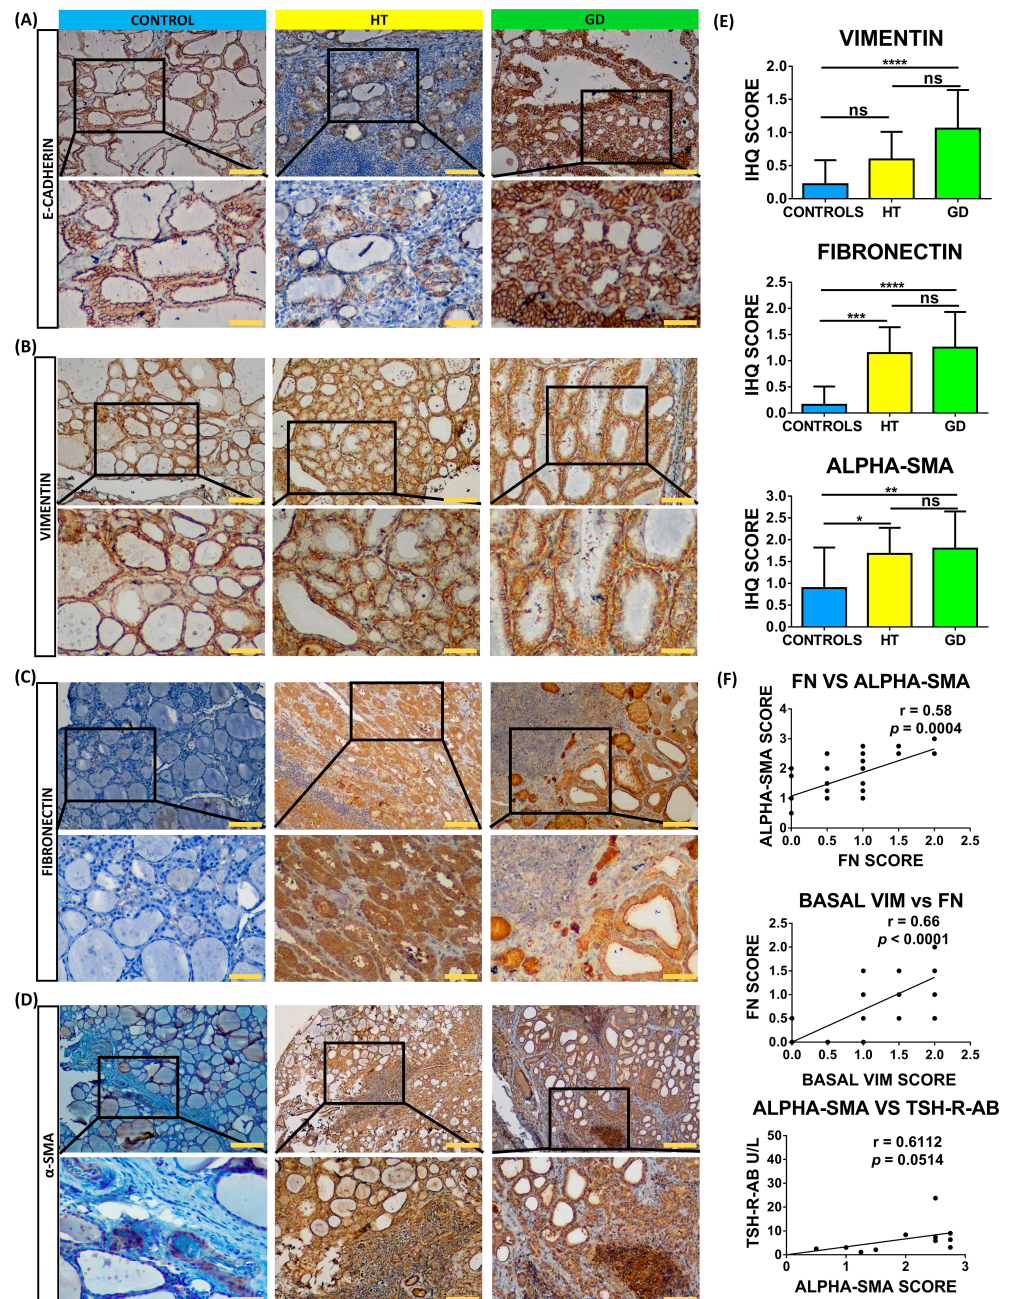 (A)
CONTROL
HT
GD
E-CADHERIN
(B)
VIMENTIN
(C)
FIBRONECTIN
(D)
α-SMA
(E)
VIMENTIN
IHQ SCORE
2.0
1.5
1.0
0.5
0.0
****
ns
ns
CONTROLS
HT
GD
FIBRONECTIN
IHQ SCORE
2.5
2.0
1.5
1.0
0.5
0.0
****
ns
***
CONTROLS
HT
GD
ALPHA-SMA
IHQ SCORE
3.0
2.5
2.0
1.5
1.0
0.5
0.0
**
ns
*
CONTROLS
HT
GD
(F)
FN VS ALPHA-SMA
r = 0.58
p = 0.0004
ALPHA-SMA SCORE
4
3
2
1
0
0.0 0.5 1.0 1.5 2.0 2.5
FN SCORE
BASAL VIM vs FN
r = 0.66
p < 0.0001
FN SCORE
2.5
2.0
1.5
1.0
0.5
0.0
0.0 0.5 1.0 1.5 2.0 2.5
BASAL VIM SCORE
ALPHA-SMA VS TSH-R-AB
r = 0.6112
p = 0.0514
TSH-R-AB U/L
50
40
30
20
10
0
0 1 2 3
ALPHA-SMA SCORE